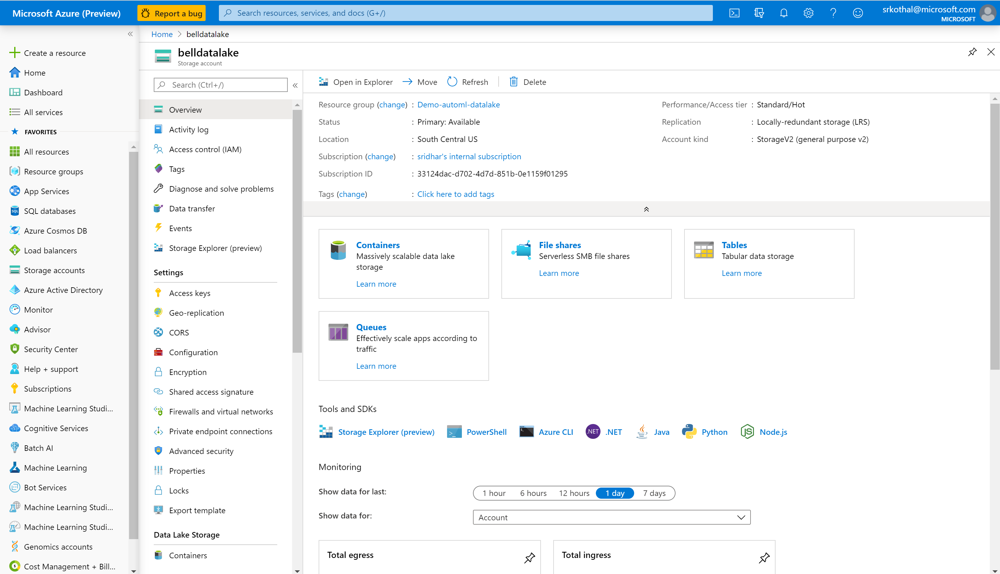 Microsoft Azure (Preview)
Report a bug
Search resources, services, and docs (G+/)
srkothal@microsoft.com
MICROSOFT
Create a resource
Home
Dashboard
All services
FAVORITES
All resources
Resource groups
App Services
SQL databases
Azure Cosmos DB
Load balancers
Storage accounts
Azure Active Directory
Monitor
Advisor
Security Center
Help + support
Subscriptions
Machine Learning Studi...
Cognitive Services
Batch AI
Machine Learning
Bot Services
Machine Learning Studi...
Machine Learning Studi...
Genomics accounts
Cost Management + Bill...
Home > belldatalake
belldatalake
Storage account
Search (Ctrl+/)
Overview
Activity log
Access control (IAM)
Tags
Diagnose and solve problems
Data transfer
Events
Storage Explorer (preview)
Settings
Access keys
Geo-replication
CORS
Configuration
Encryption
Shared access signature
Firewalls and virtual networks
Private endpoint connections
Advanced security
Properties
Locks
Export template
Data Lake Storage
Containers
Open in Explorer Move Refresh Delete
Resource group (change) : Demo-automl-datalake
Status : Primary: Available
Location : South Central US
Subscription (change) : sridhar's internal subscription
Subscription ID : 33124dac-d702-4d7d-851b-0e1159f01295
Tags (change) : Click here to add tags
Performance/Access tier : Standard/Hot
Replication : Locally-redundant storage (LRS)
Account kind : StorageV2 (general purpose v2)
Containers
Massively scalable data lake
storage
Learn more
File shares
Serverless SMB file shares
Learn more
Tables
Tabular data storage
Learn more
Queues
Effectively scale apps according to
traffic
Learn more
Tools and SDKs
Storage Explorer (preview) PowerShell Azure CLI .NET .NET Java Python Node.js
Monitoring
Show data for last: 1 hour 6 hours 12 hours 1 day 7 days
Show data for: Account
Total egress
Total ingress